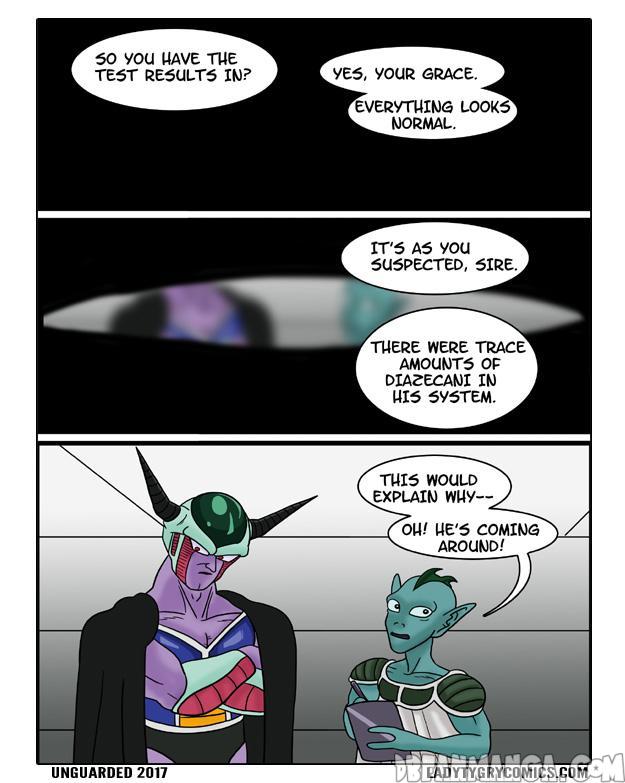 SO YOU HAVE THE
TEST RESULTS IN?
YES, YOUR GRACE.
EVERYTHING LOOKS
NORMAL.
IT'S AS YOU
SUSPECTED, SIRE.
THERE WERE TRACE
AMOUNTS OF
DIAZECANI IN
HIS SYSTEM.
THIS WOULD
EXPLAIN WHY--
OH! HE'S COMING
AROUND!
UNGUARDED 2017
LADYTYGRYCOMICS.COM
DBFANMANGA.COM